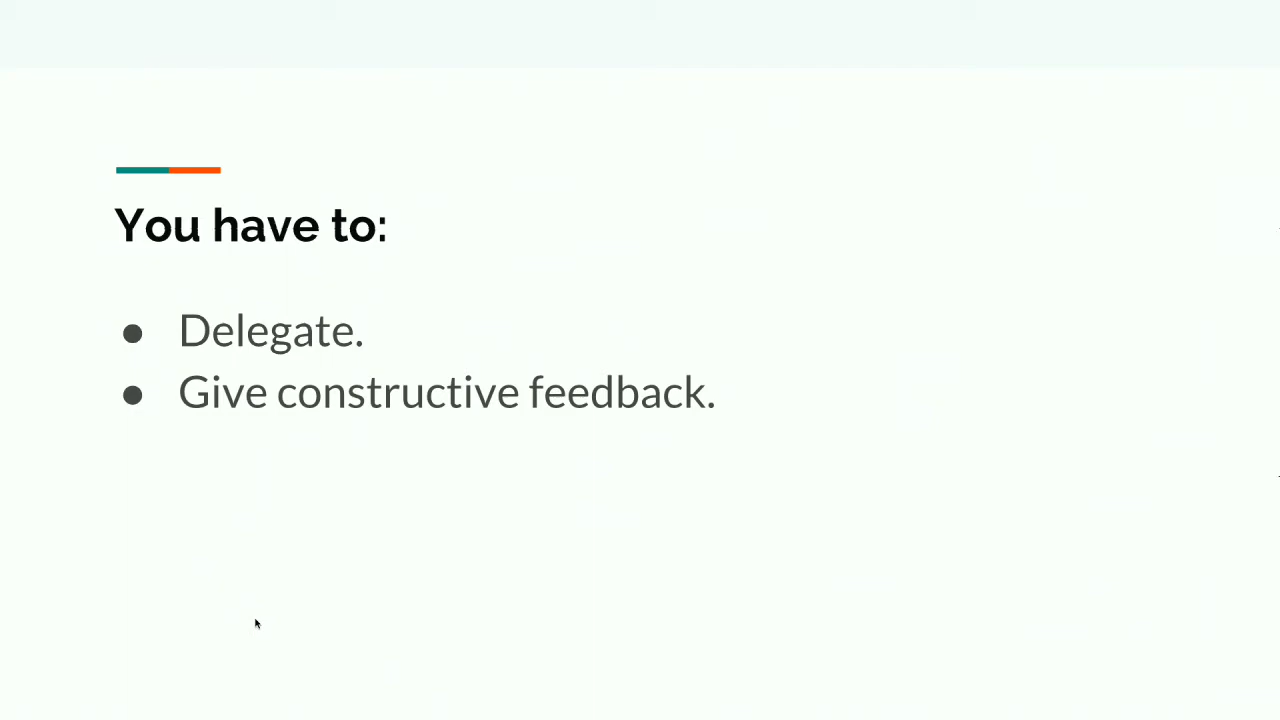 You have to:
● Delegate.
● Give constructive feedback.